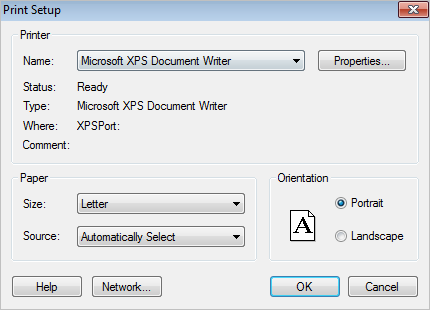 Print Setup
Printer
Name: Microsoft XPS Document Writer Properties...
Status: Ready
Type: Microsoft XPS Document Writer
Where: XPSPort:
Comment:
Paper Orientation
Size: Letter Portrait
A
Source: Automatically Select Landscape
Help Network... OK Cancel